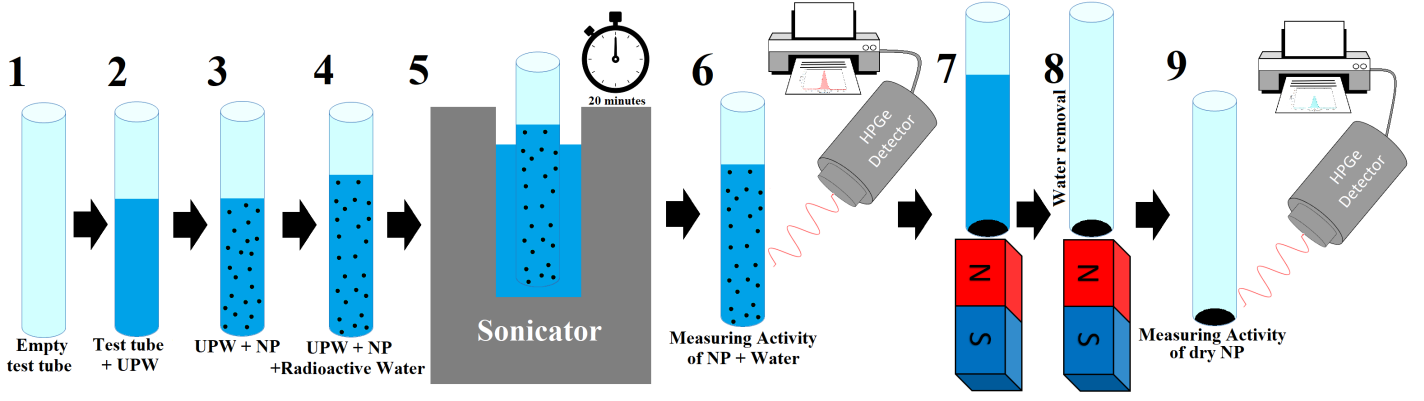 1
Empty
test tube
2
Test tube
+ UPW
3
UPW + NP
4
UPW + NP
+Radioactive Water
5
20 minutes
Sonicator
6
HPGe
Detector
Measuring Activity
of NP + Water
7
N
S
8
Water removal
N
S
9
HPGe
Detector
Measuring Activity
of dry NP